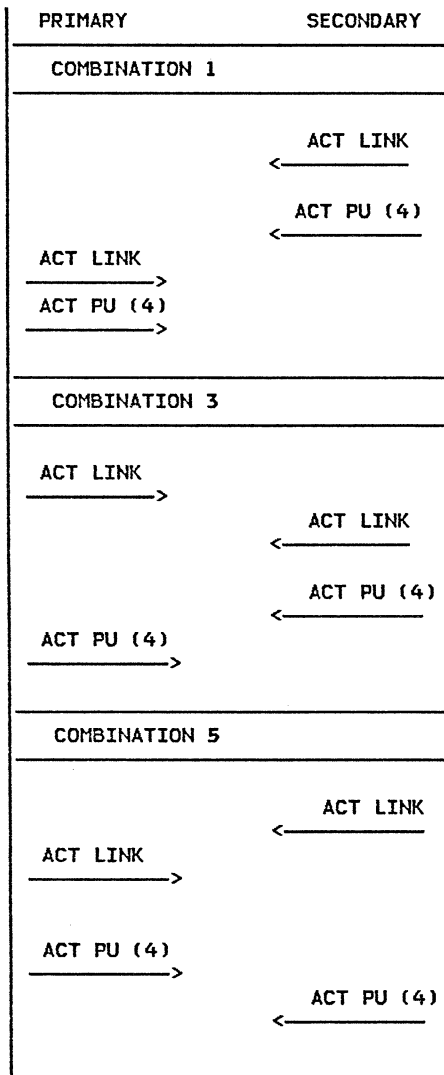 PRIMARY SECONDARY
COMBINATION 1
ACT LINK
ACT PU (4)
ACT LINK
ACT PU (4)
COMBINATION 3
ACT LINK
ACT LINK
ACT PU (4)
ACT PU (4)
COMBINATION 5
ACT LINK
ACT LINK
ACT PU (4)
ACT PU (4)